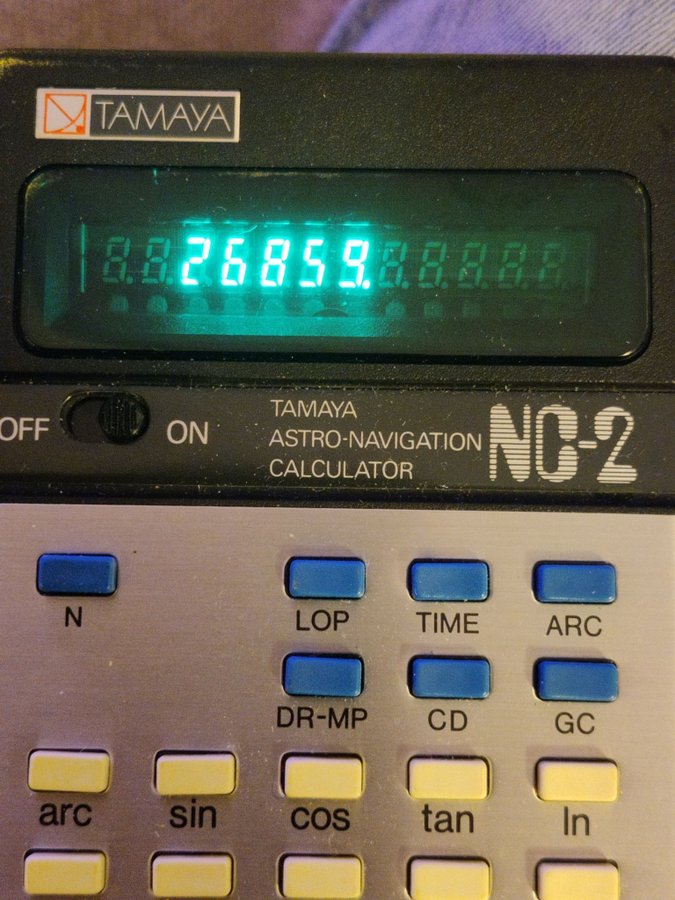 TAMAYA
26859.
OFF ON
TAMAYA
ASTRO-NAVIGATION
CALCULATOR
NC-2
N LOP TIME ARC
DR-MP CD GC
arc sin cos tan ln